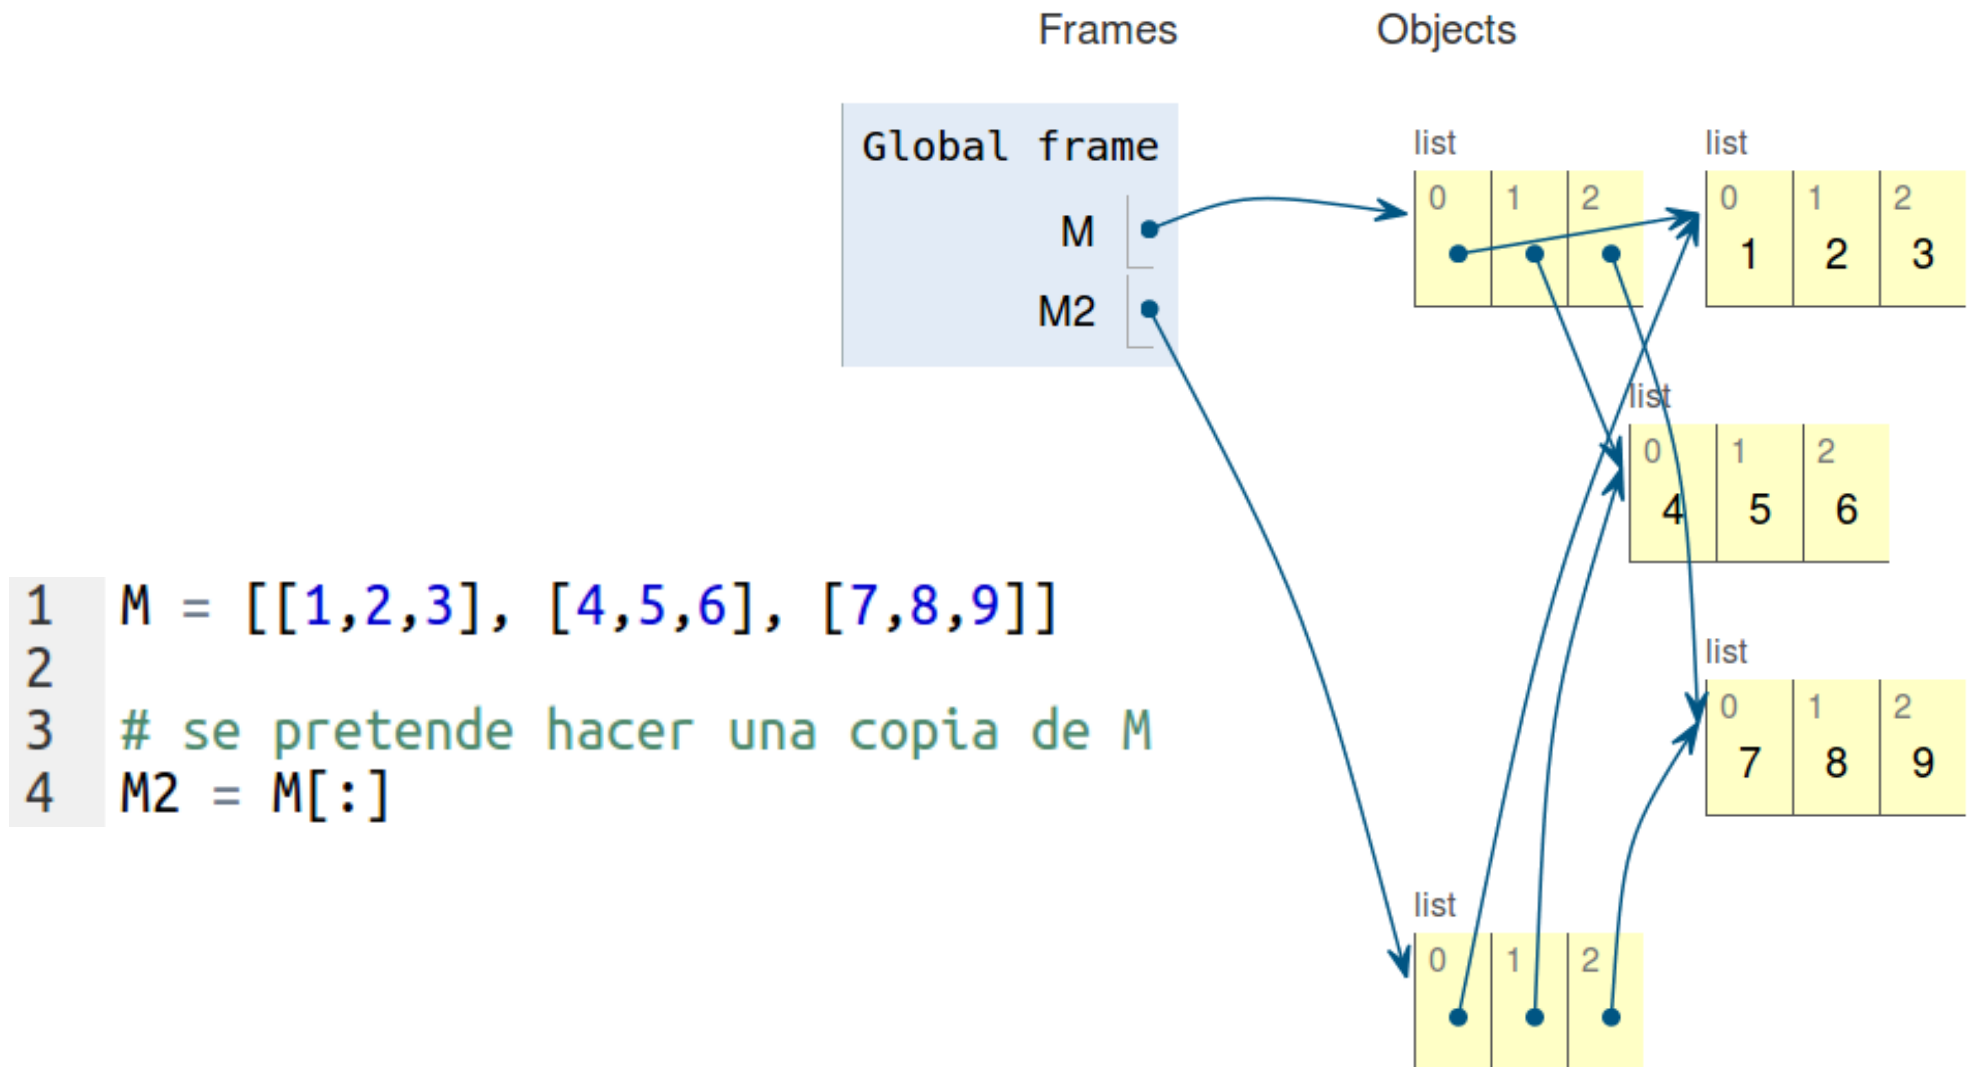 Frames Objects
Global frame
M
M2
list list
0 1 2 0 1 2
1 2 3
list
0 1 2
4 5 6
list
0 1 2
7 8 9
list
0 1 2
1 M = [[1,2,3], [4,5,6], [7,8,9]]
2
3 # se pretende hacer una copia de M
4 M2 = M[:]